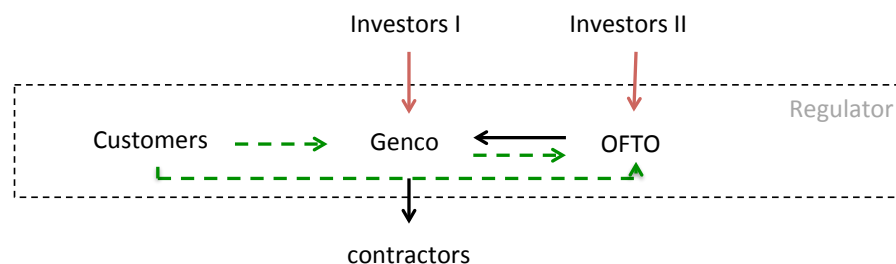 Investors I
Investors II
Regulator
Customers
Genco
OFTO
contractors